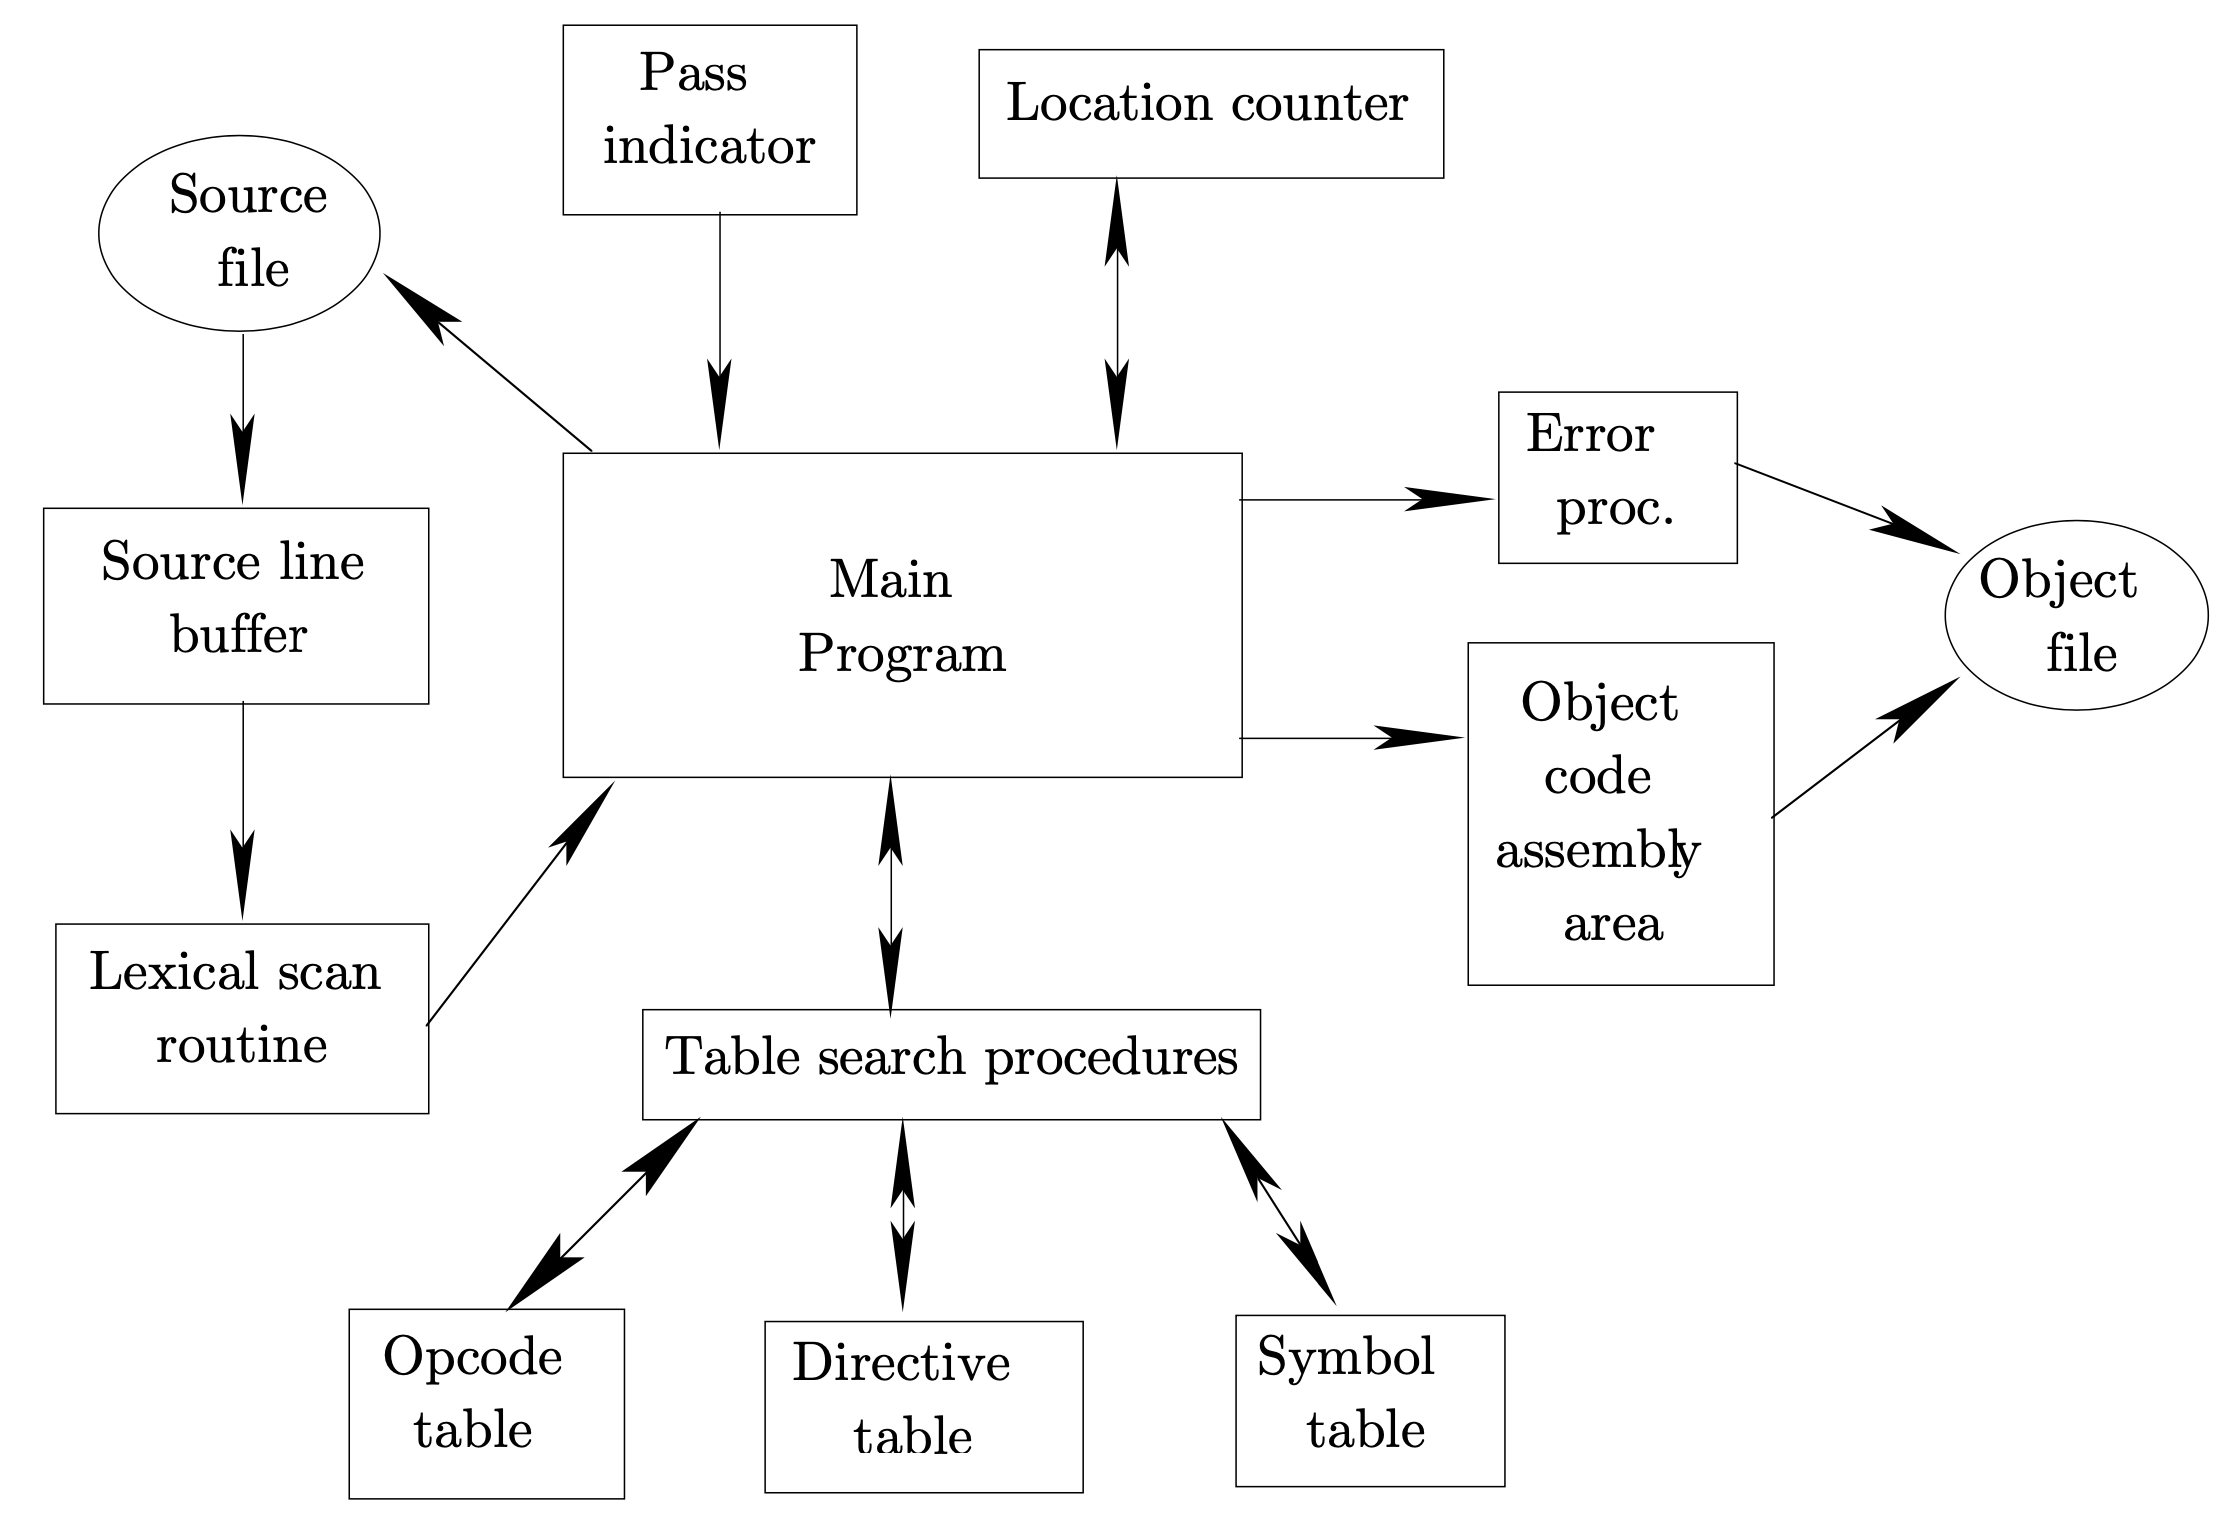 Pass
indicator
Location counter
Source
file
Error
proc.
Source line
buffer
Main
Program
Object
file
Object
code
assembly
area
Lexical scan
routine
Table search procedures
Opcode
table
Directive
table
Symbol
table